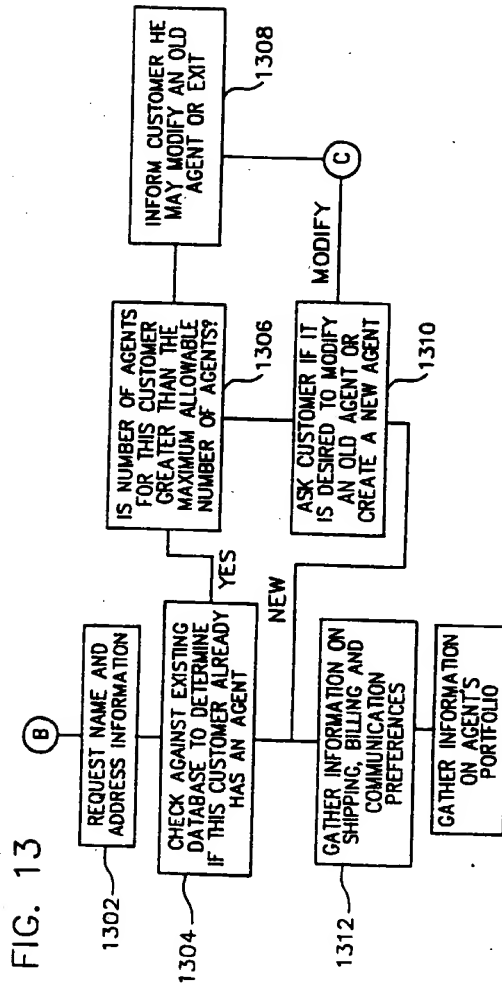 FIG. 13
B
1302
REQUEST NAME AND
ADDRESS INFORMATION
1304
CHECK AGAINST EXISTING
DATABASE TO DETERMINE
IF THIS CUSTOMER ALREADY
HAS AN AGENT
YES
IS NUMBER OF AGENTS
FOR THIS CUSTOMER
GREATER THAN THE
MAXIMUM ALLOWABLE
NUMBER OF AGENTS?
1306
INFORM CUSTOMER HE
MAY MODIFY AN OLD
AGENT OR EXIT
1308
NEW
ASK CUSTOMER IF IT
IS DESIRED TO MODIFY
AN OLD AGENT OR
CREATE A NEW AGENT
1310
MODIFY
C
1312
GATHER INFORMATION ON
SHIPPING, BILLING AND
COMMUNICATION
PREFERENCES
GATHER INFORMATION
ON AGENT'S
PORTFOLIO